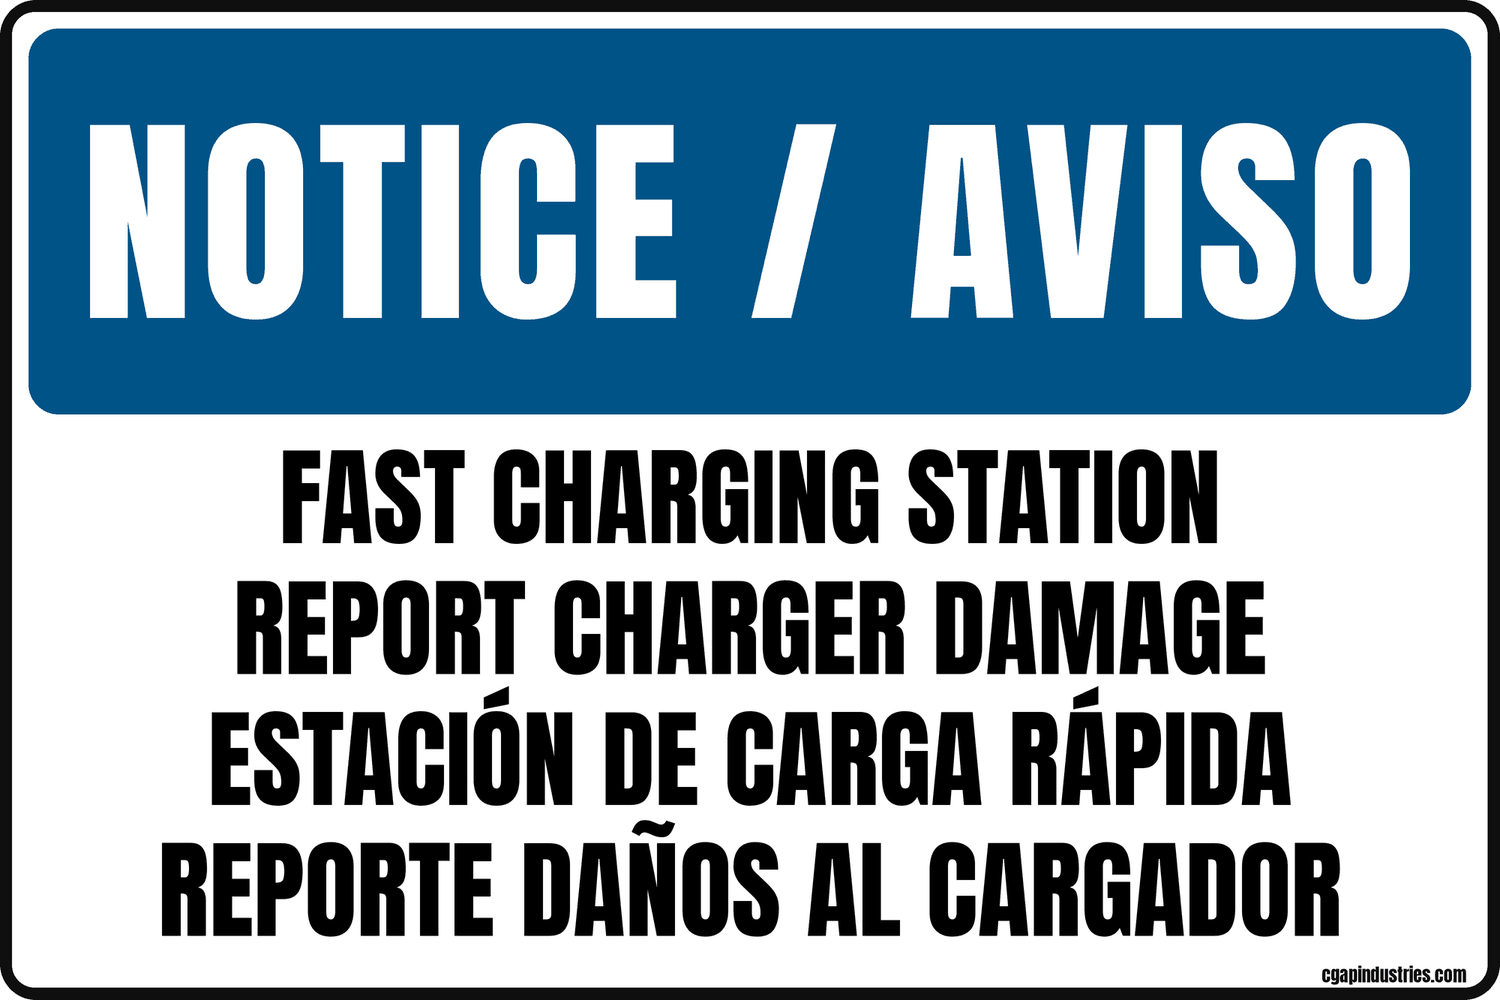 NOTICE / AVISO
FAST CHARGING STATION
REPORT CHARGER DAMAGE
ESTACIÓN DE CARGA RÁPIDA
REPORTE DAÑOS AL CARGADOR
cgapindustries.com